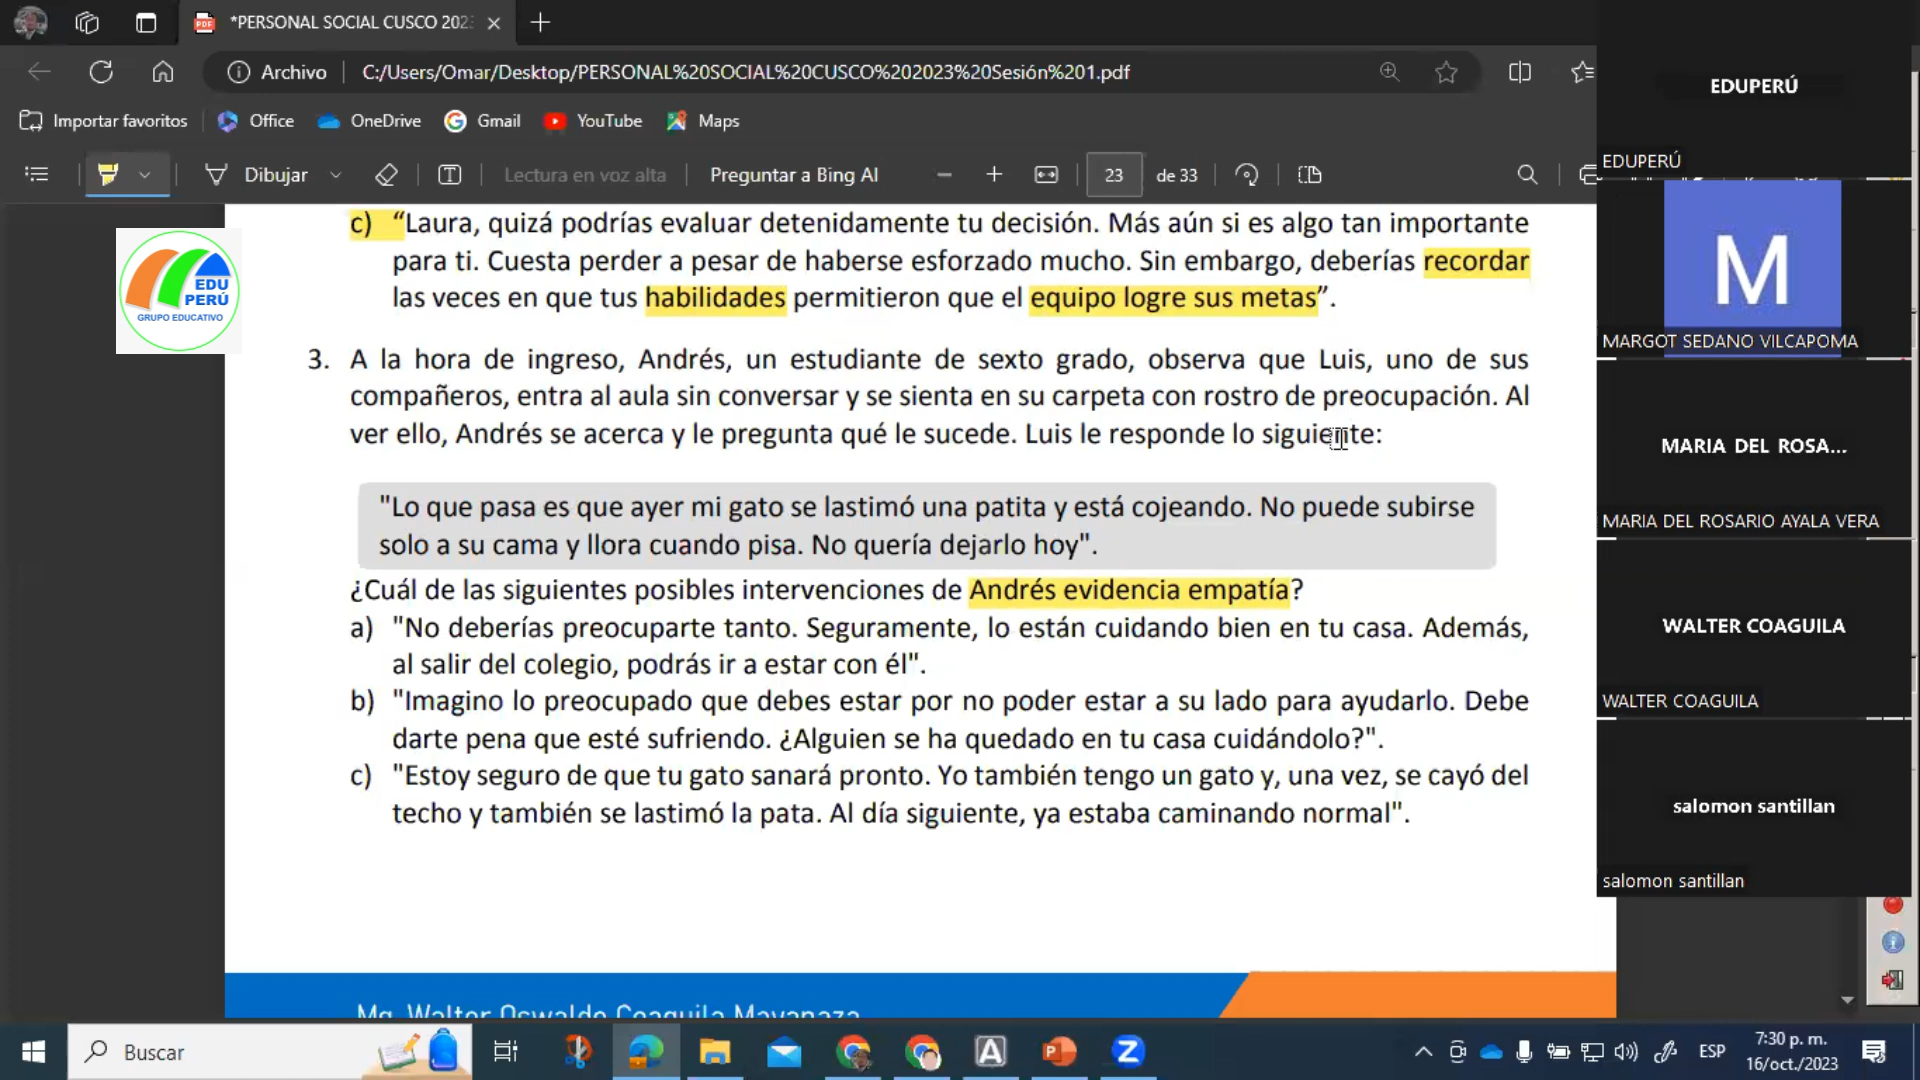 *PERSONAL SOCIAL CUSCO 202
Archivo
C:/Users/Omar/Desktop/PERSONAL%20SOCIAL%20CUSCO%202023%20Sesión%201.pdf
Importar favoritos
Office
OneDrive
Gmail
YouTube
Maps
Dibujar
Lectura en voz alta
Preguntar a Bing AI
23
de 33
EDU
PERÚ
GRUPO EDUCATIVO
c) “Laura, quizá podrías evaluar detenidamente tu decisión. Más aún si es algo tan importante
para ti. Cuesta perder a pesar de haberse esforzado mucho. Sin embargo, deberías recordar
las veces en que tus habilidades permitieron que el equipo logre sus metas”.
3. A la hora de ingreso, Andrés, un estudiante de sexto grado, observa que Luis, uno de sus
compañeros, entra al aula sin conversar y se sienta en su carpeta con rostro de preocupación. Al
ver ello, Andrés se acerca y le pregunta qué le sucede. Luis le responde lo siguiente:
"Lo que pasa es que ayer mi gato se lastimó una patita y está cojeando. No puede subirse
solo a su cama y llora cuando pisa. No quería dejarlo hoy".
¿Cuál de las siguientes posibles intervenciones de Andrés evidencia empatía?
a) "No deberías preocuparte tanto. Seguramente, lo están cuidando bien en tu casa. Además,
al salir del colegio, podrás ir a estar con él".
b) "Imagino lo preocupado que debes estar por no poder estar a su lado para ayudarlo. Debe
darte pena que esté sufriendo. ¿Alguien se ha quedado en tu casa cuidándolo?".
c) "Estoy seguro de que tu gato sanará pronto. Yo también tengo un gato y, una vez, se cayó del
techo y también se lastimó la pata. Al día siguiente, ya estaba caminando normal".
Mg. Walter Oswaldo Coaguila Mayanaza
EDUPERÚ
EDUPERÚ
M
MARGOT SEDANO VILCAPOMA
MARIA DEL ROSA...
MARIA DEL ROSARIO AYALA VERA
WALTER COAGUILA
WALTER COAGUILA
salomon santillan
salomon santillan
Buscar
ESP
7:30 p. m.
16/oct./2023